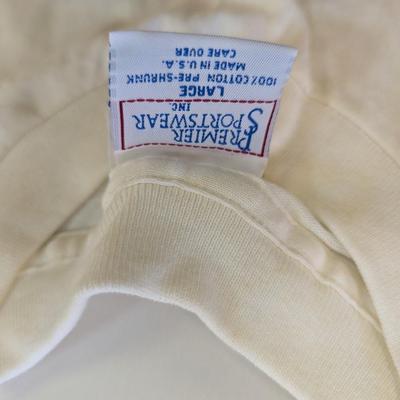 PREMIER
SPORTSWEAR
INC.
LARGE
100% COTTON PRE-SHRUNK
MADE IN U.S.A.
CARE OVER